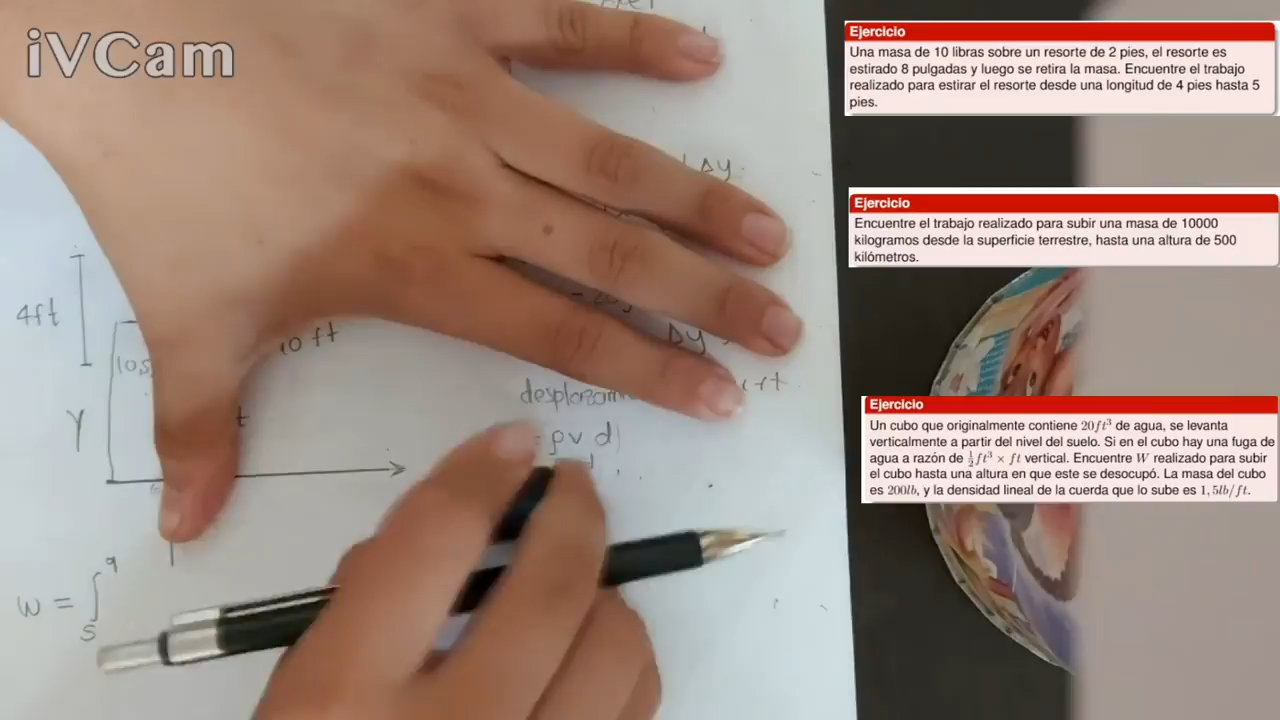 iVCam
Ejercicio
Una masa de 10 libras sobre un resorte de 2 pies, el resorte es
estirado 8 pulgadas y luego se retira la masa. Encuentre el trabajo
realizado para estirar el resorte desde una longitud de 4 pies hasta 5
pies.
Ejercicio
Encuentre el trabajo realizado para subir una masa de 10000
kilogramos desde la superficie terrestre, hasta una altura de 500
kilómetros.
Ejercicio
Un cubo que originalmente contiene 20ft³ de agua, se levanta
verticalmente a partir del nivel del suelo. Si en el cubo hay una fuga de
agua a razón de ½ft³ × ft vertical. Encuentre W realizado para subir
el cubo hasta una altura en que este se desocupó. La masa del cubo
es 200lb, y la densidad lineal de la cuerda que lo sube es 1,5lb/ft.
Δy
4ft
10 ft
Δy
y
ρv d
W = ∫